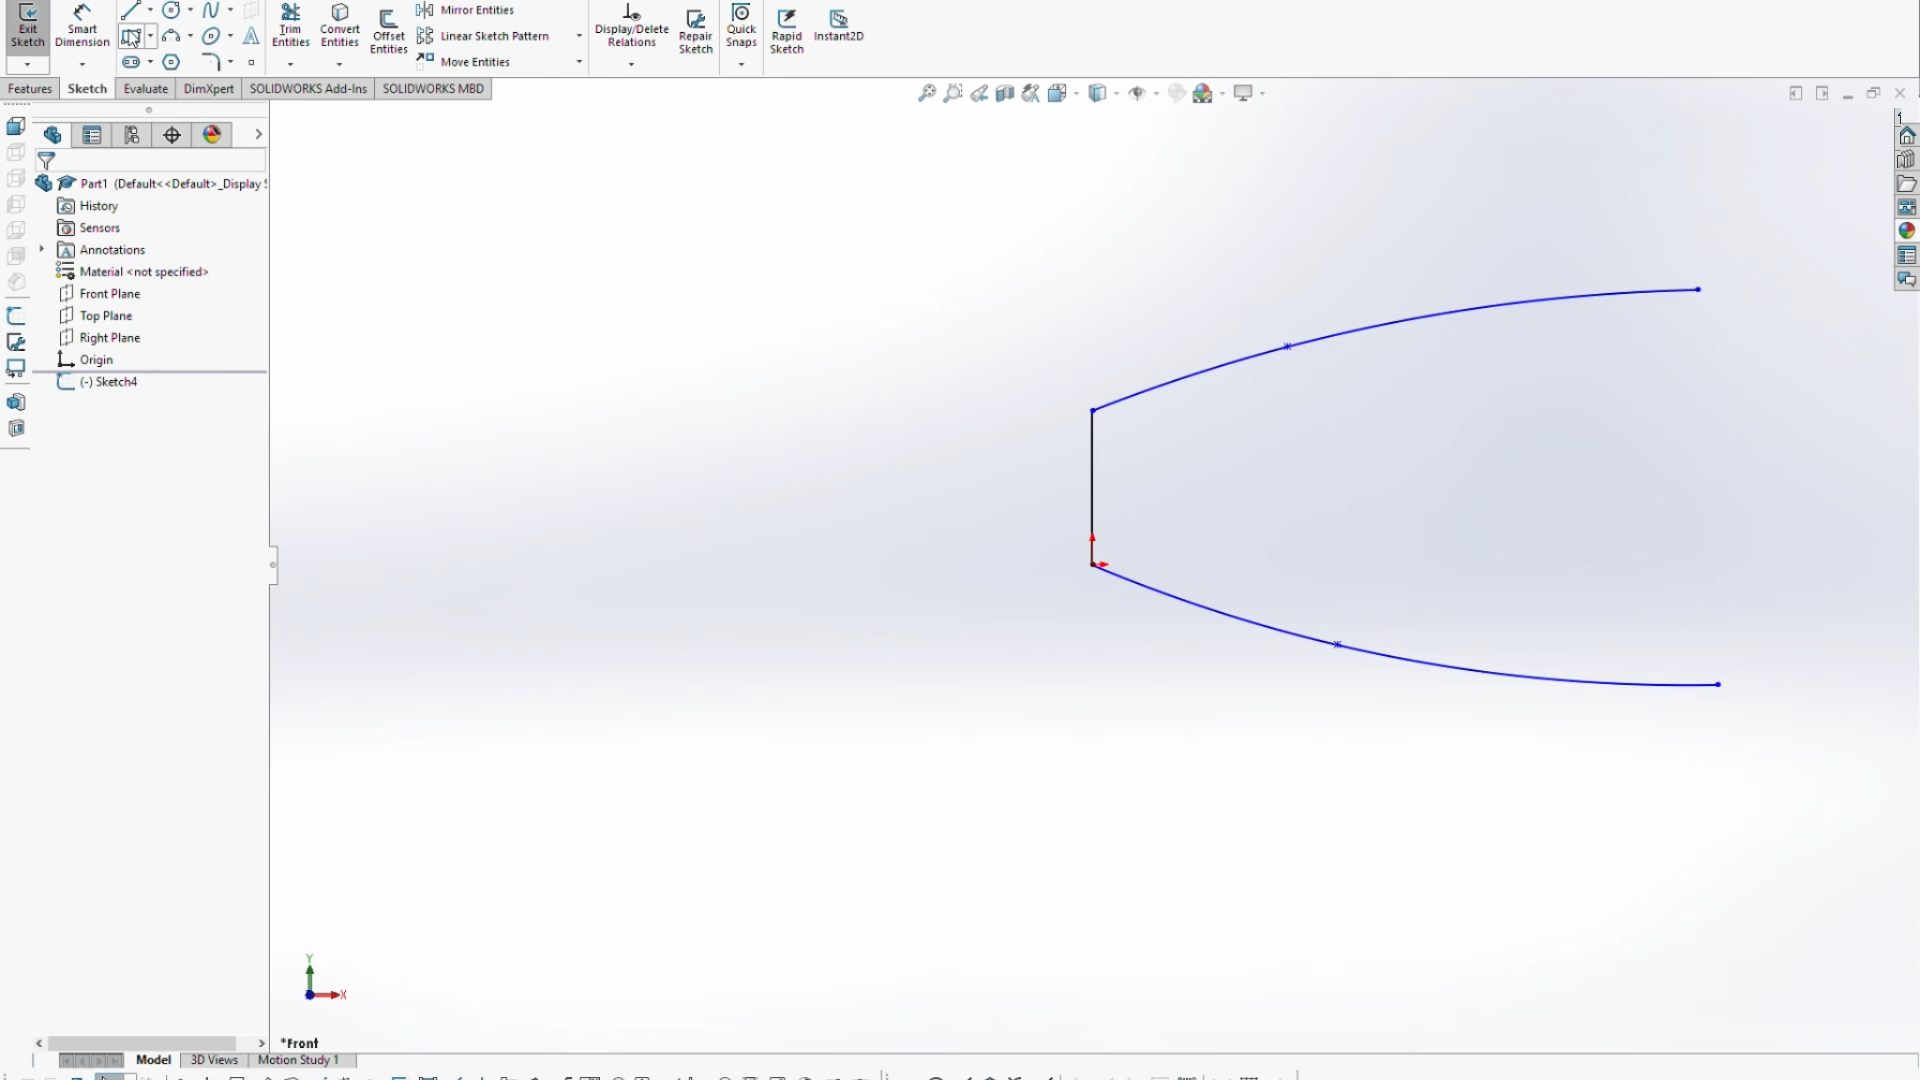 Exit Sketch
Smart Dimension
Trim Entities
Convert Entities
Offset Entities
Mirror Entities
Linear Sketch Pattern
Move Entities
Display/Delete Relations
Repair Sketch
Quick Snaps
Rapid Sketch
Instant2D
Features
Sketch
Evaluate
DimXpert
SOLIDWORKS Add-Ins
SOLIDWORKS MBD
Part1 (Default<<Default>_Display S
History
Sensors
Annotations
Material <not specified>
Front Plane
Top Plane
Right Plane
Origin
(-) Sketch4
Y
X
*Front
Model
3D Views
Motion Study 1